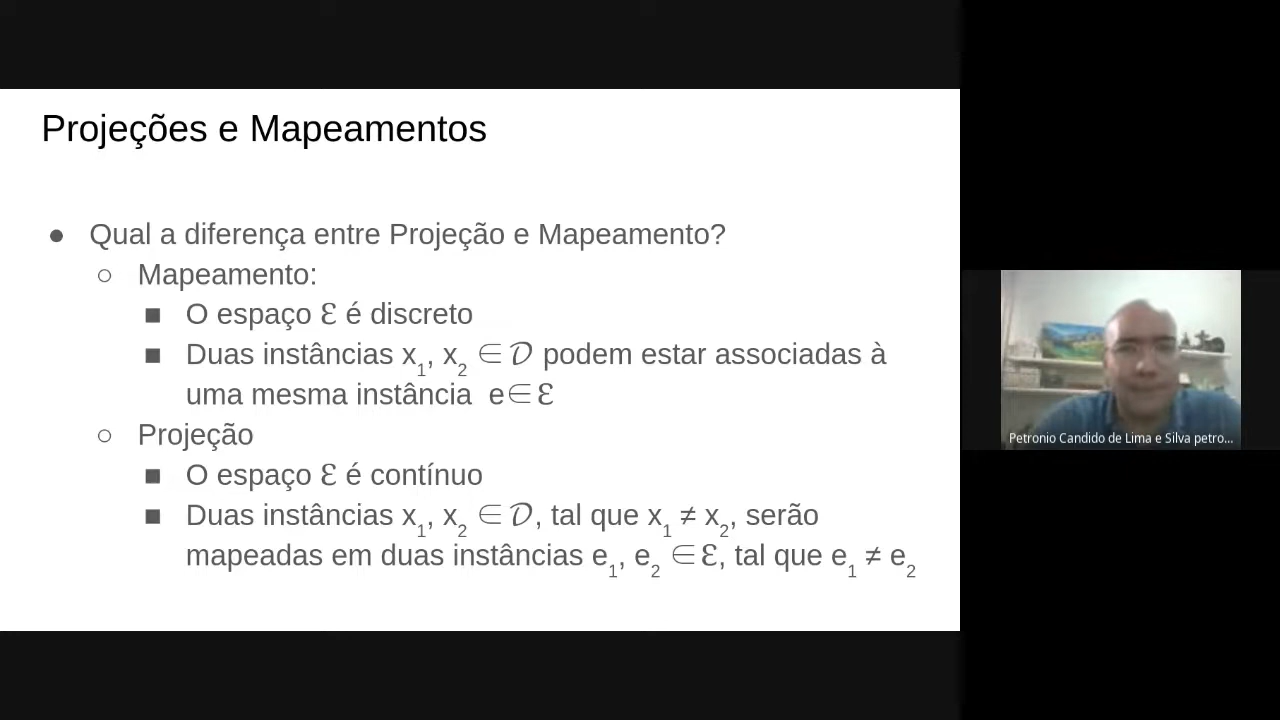 Projeções e Mapeamentos
● Qual a diferença entre Projeção e Mapeamento?
○ Mapeamento:
■ O espaço ℰ é discreto
■ Duas instâncias x₁, x₂ ∈ 𝒟 podem estar associadas à
uma mesma instância e∈ℰ
○ Projeção
■ O espaço ℰ é contínuo
■ Duas instâncias x₁, x₂ ∈ 𝒟, tal que x₁ ≠ x₂, serão
mapeadas em duas instâncias e₁, e₂ ∈ℰ, tal que e₁ ≠ e₂
Petronio Candido de Lima e Silva petro...